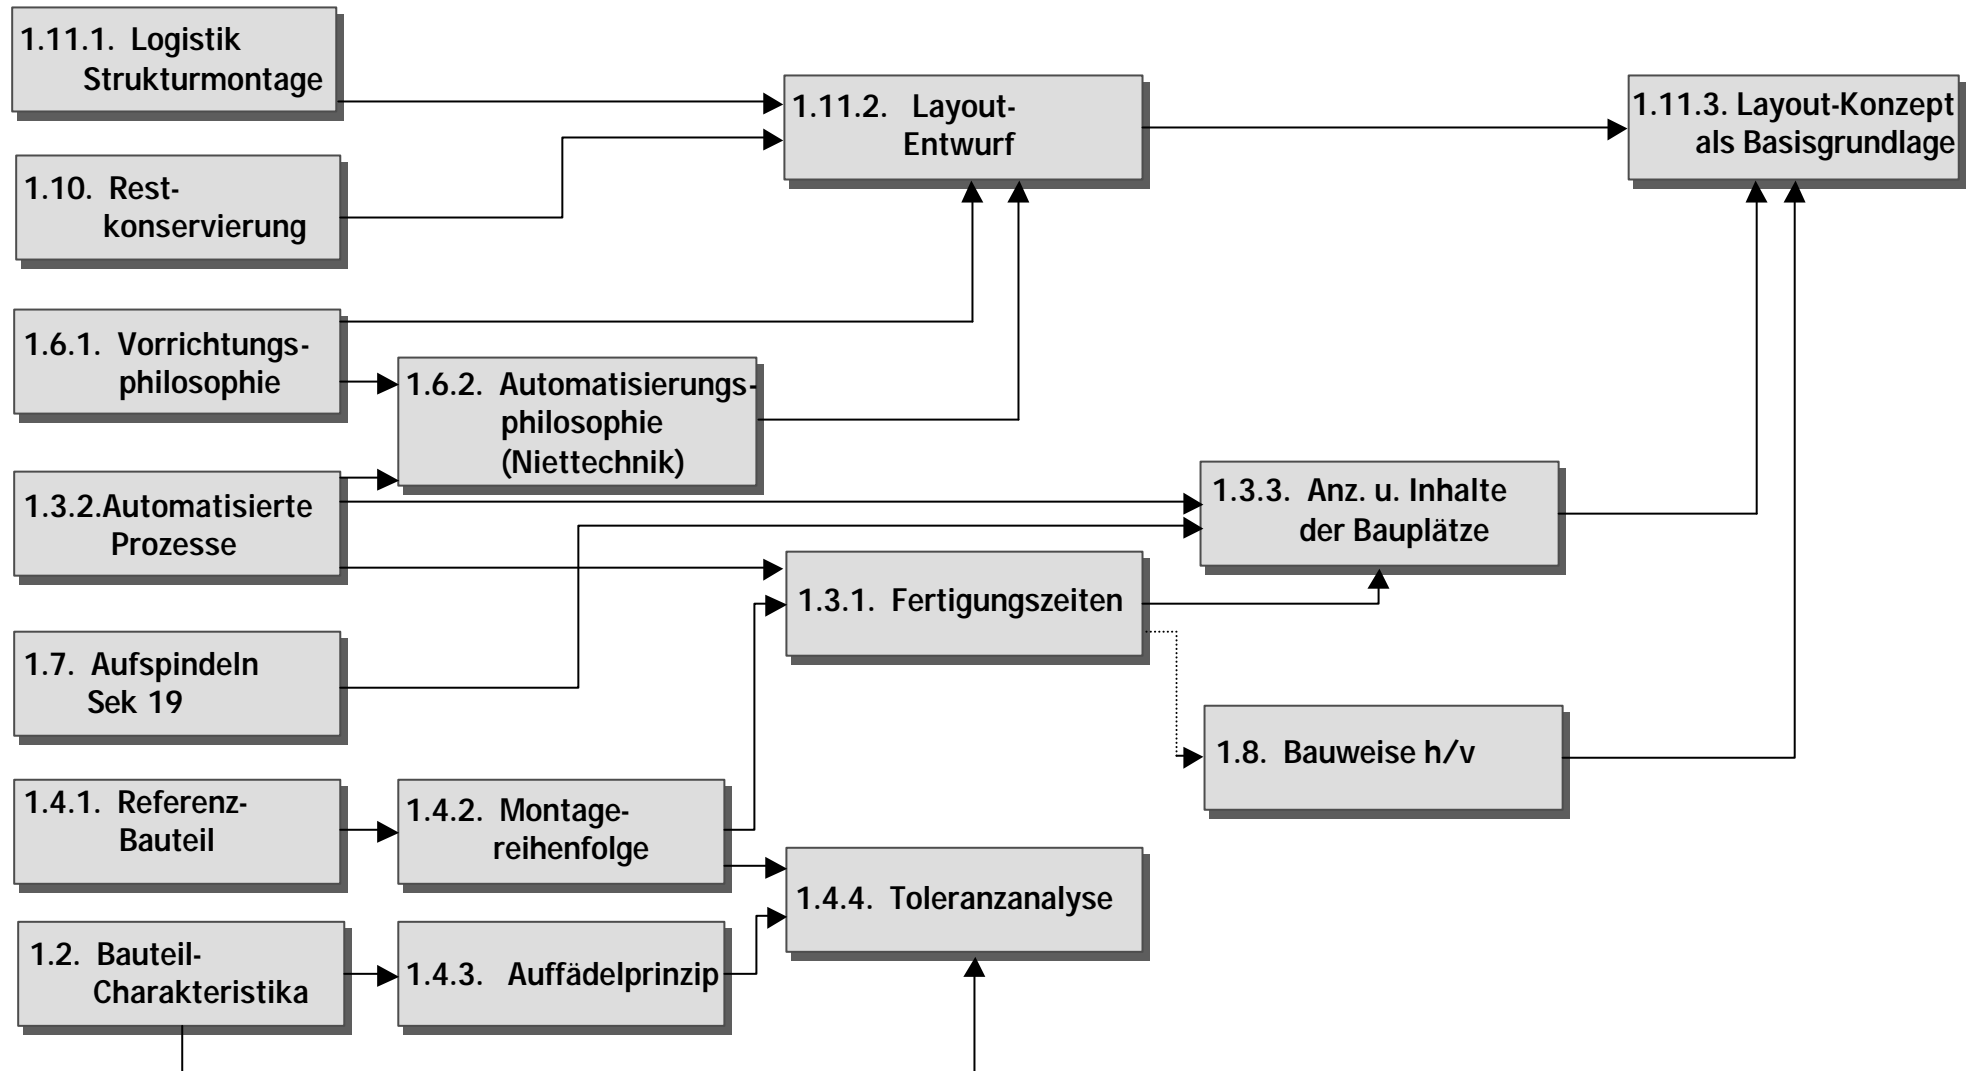 1.11.1. Logistik
Strukturmontage
1.11.2. Layout-
Entwurf
1.11.3. Layout-Konzept
als Basisgrundlage
1.10. Rest-
konservierung
1.6.1. Vorrichtungs-
philosophie
1.6.2. Automatisierungs-
philosophie
(Niettechnik)
1.3.2.Automatisierte
Prozesse
1.3.3. Anz. u. Inhalte
der Bauplätze
1.3.1. Fertigungszeiten
1.7. Aufspindeln
Sek 19
1.8. Bauweise h/v
1.4.1. Referenz-
Bauteil
1.4.2. Montage-
reihenfolge
1.4.4. Toleranzanalyse
1.2. Bauteil-
Charakteristika
1.4.3. Auffädelprinzip